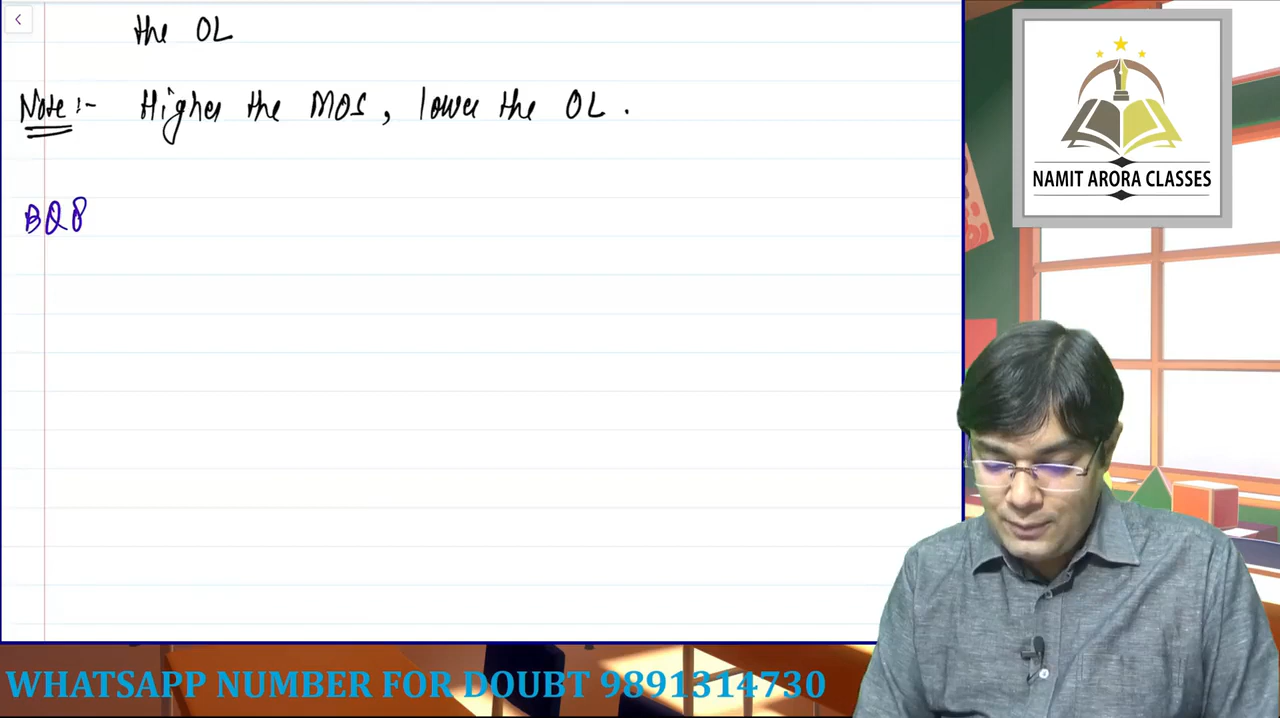 the OL
Note :- Higher the MOS, lower the OL.
BQ8
NAMIT ARORA CLASSES
WHATSAPP NUMBER FOR DOUBT 9891314730